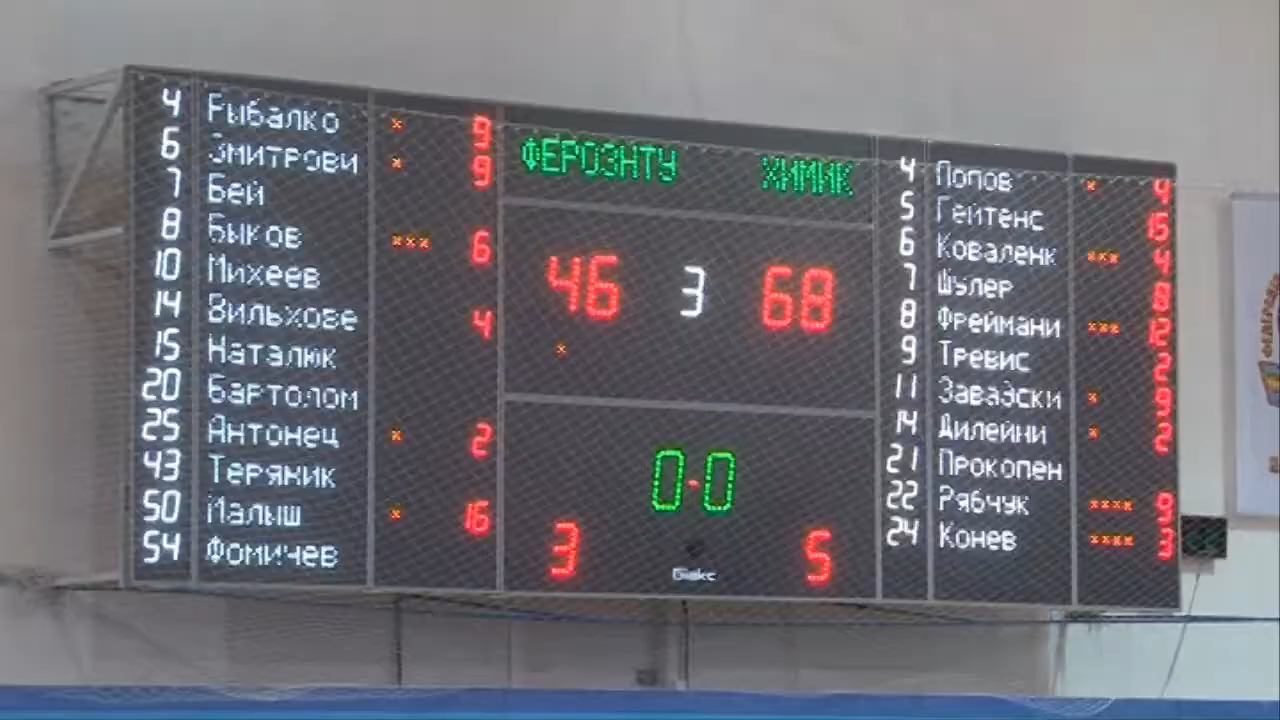 4 Рыбалко × 9
6 Змитрови × 9
7 Бей
8 Быков ××× 6
10 Михеев
14 Вильхове 4
15 Наталюк
20 Бартолом
25 Антонец × 2
43 Теряник
50 Малыш × 16
54 Фомичев
ФЕРОЗНТУ ХИМИК
46 3 68
×
0-0
3 5
4 Попов × 4
5 Гейтенс 15
6 Коваленк ××× 4
7 Шулер 8
8 Фреймани ××× 12
9 Тревис 2
11 Завадски × 9
14 Дилейни × 2
21 Прокопен
22 Рябчук ×××× 9
24 Конев ×××× 3